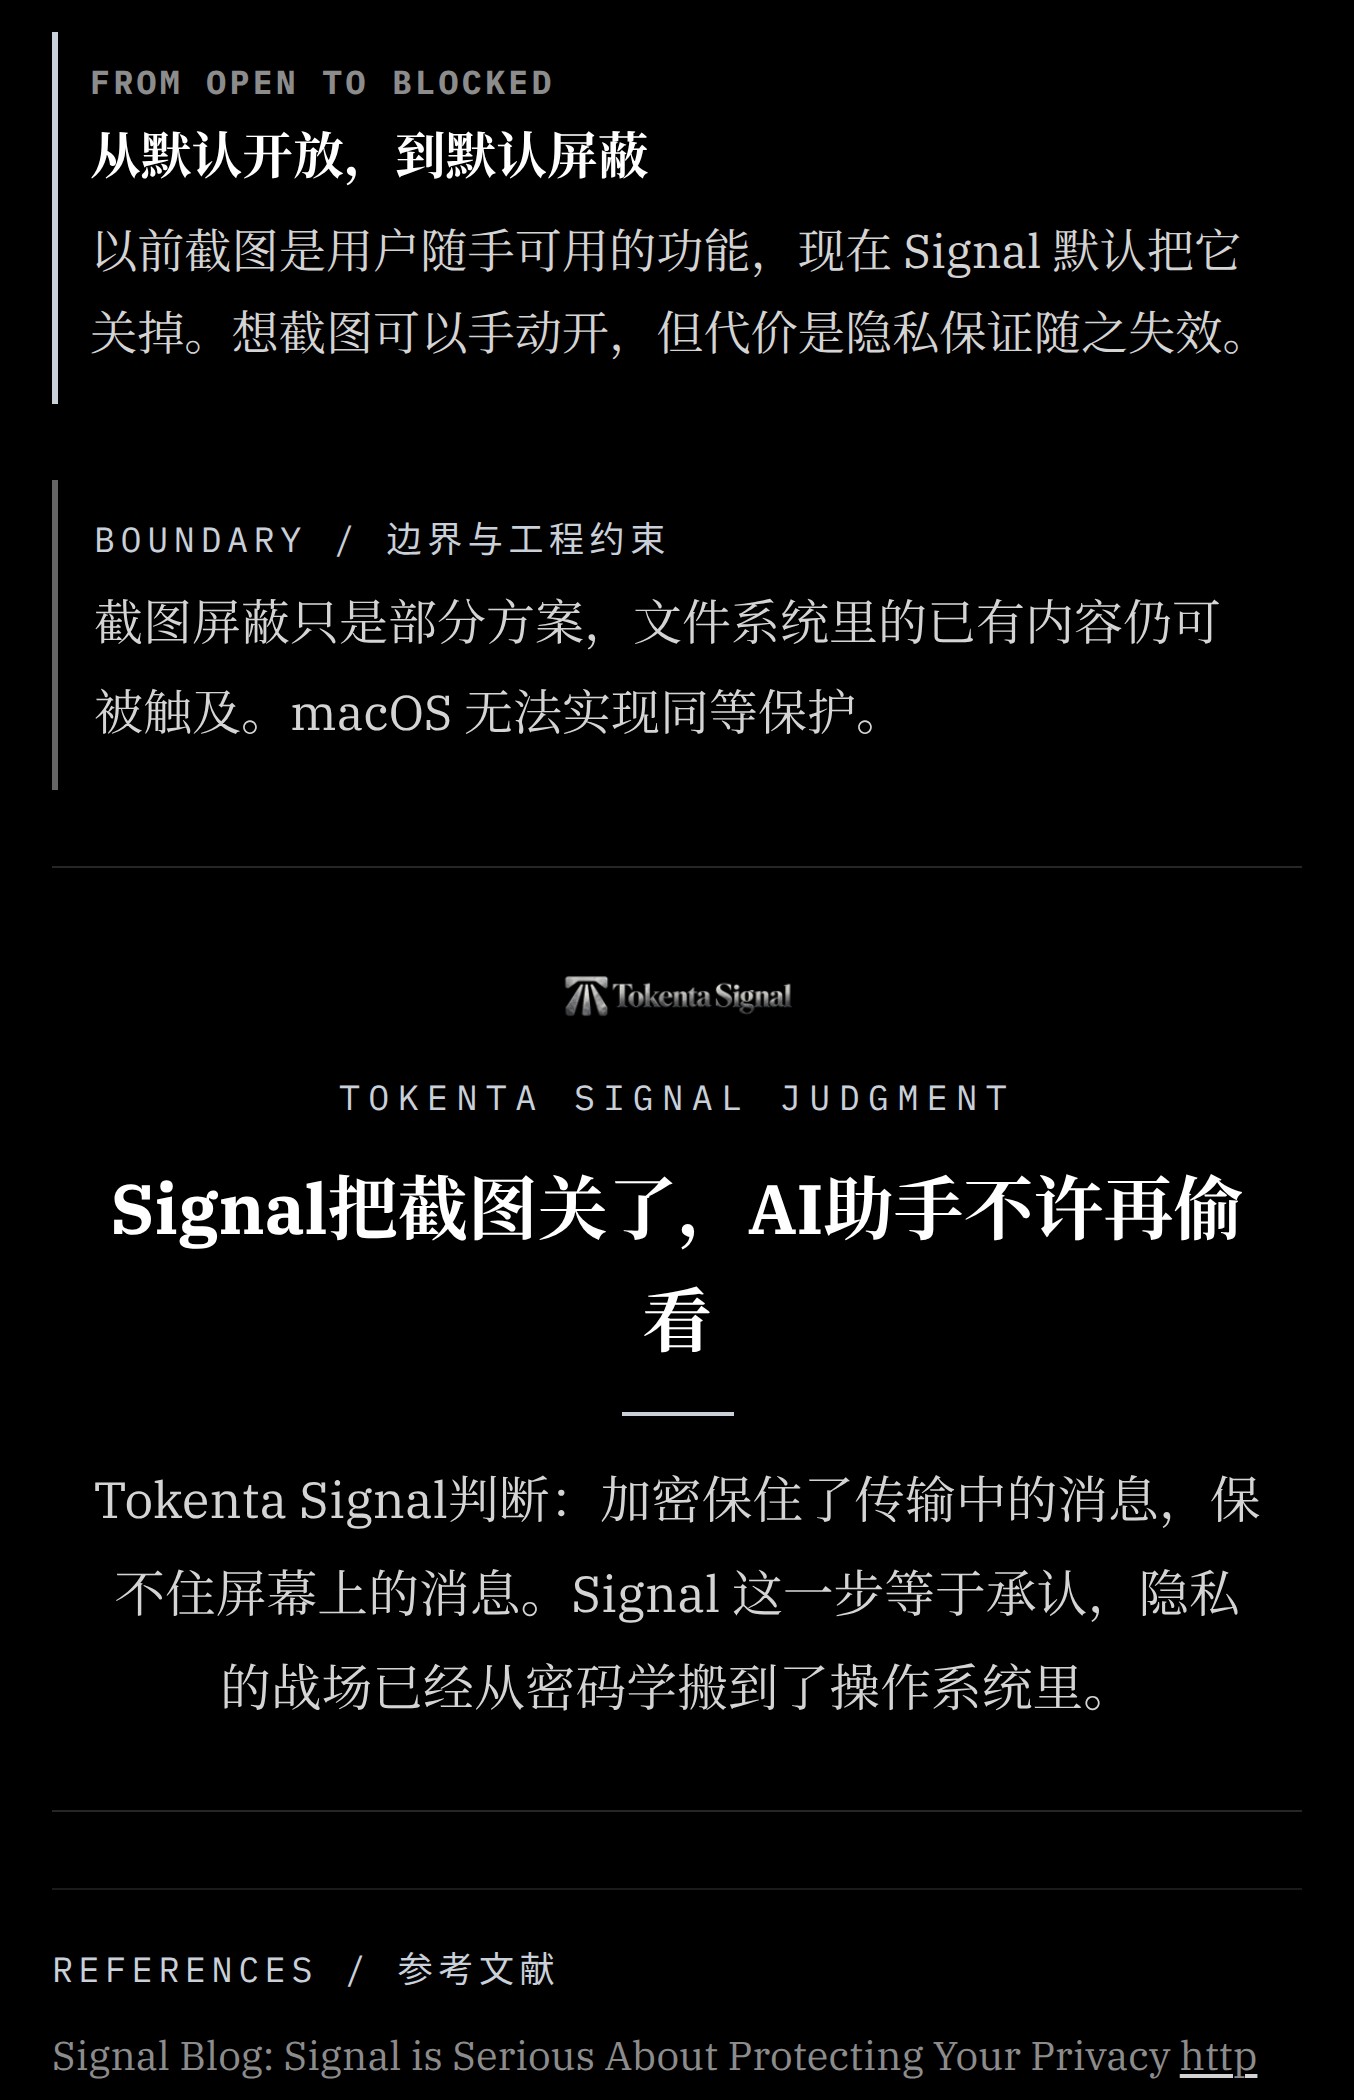 FROM OPEN TO BLOCKED
从默认开放，到默认屏蔽
以前截图是用户随手可用的功能，现在 Signal 默认把它
关掉。想截图可以手动开，但代价是隐私保证随之失效。
BOUNDARY / 边界与工程约束
截图屏蔽只是部分方案，文件系统里的已有内容仍可
被触及。macOS 无法实现同等保护。
Tokenta Signal
TOKENTA SIGNAL JUDGMENT
Signal把截图关了，AI助手不许再偷
看
Tokenta Signal判断：加密保住了传输中的消息，保
不住屏幕上的消息。Signal 这一步等于承认，隐私
的战场已经从密码学搬到了操作系统里。
REFERENCES / 参考文献
Signal Blog: Signal is Serious About Protecting Your Privacy http